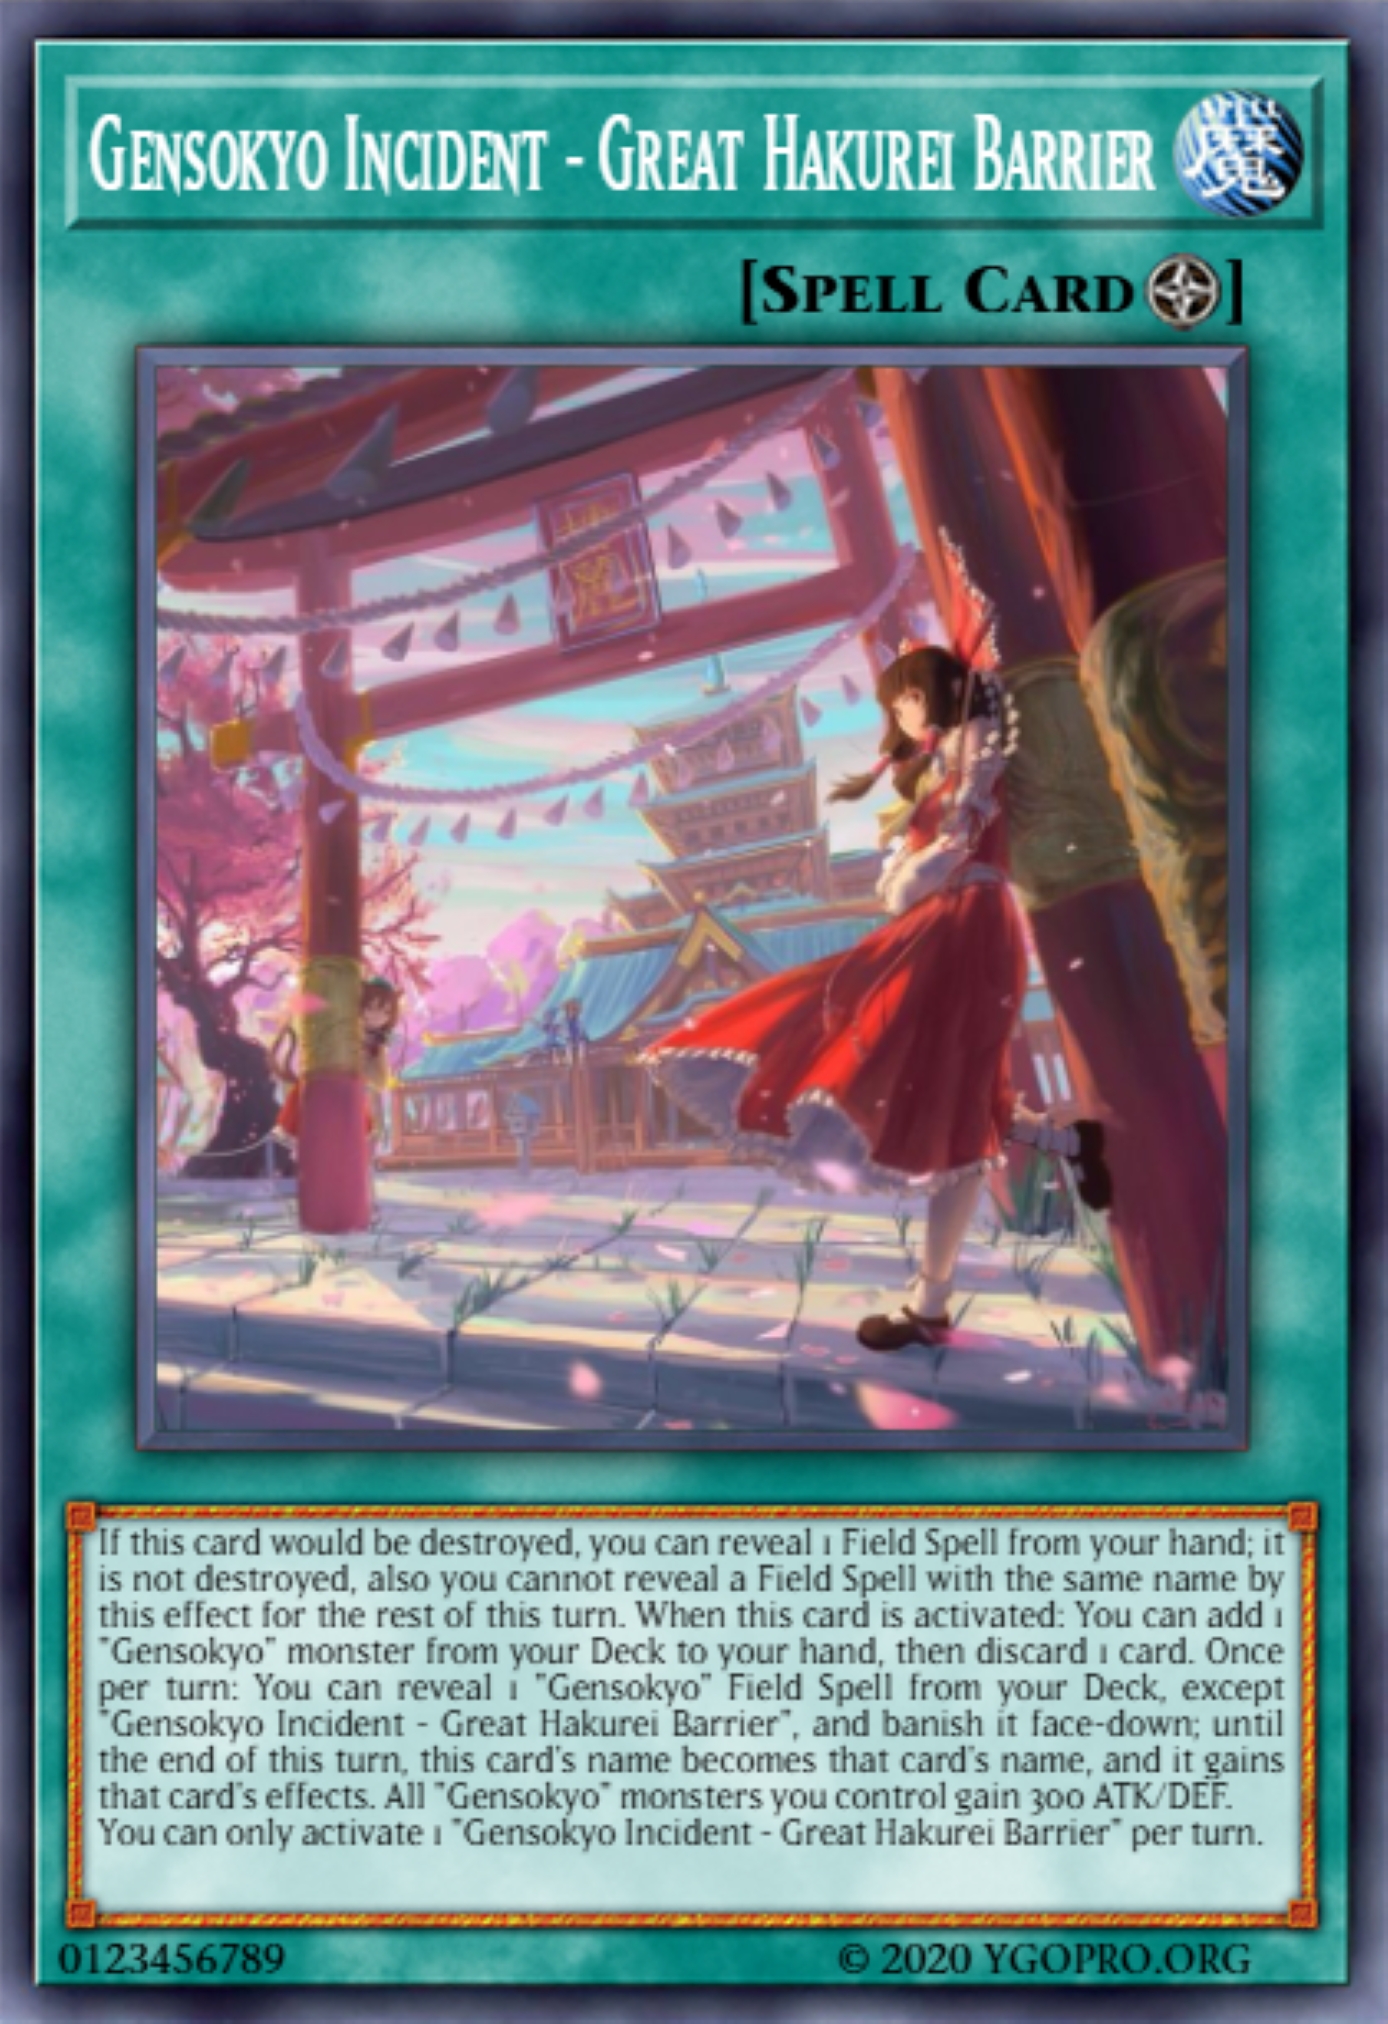 GENSOKYO INCIDENT - GREAT HAKUREI BARRIER 魔
[SPELL CARD]
If this card would be destroyed, you can reveal 1 Field Spell from your hand; it
is not destroyed, also you cannot reveal a Field Spell with the same name by
this effect for the rest of this turn. When this card is activated: You can add 1
"Gensokyo" monster from your Deck to your hand, then discard 1 card. Once
per turn: You can reveal 1 "Gensokyo" Field Spell from your Deck, except
"Gensokyo Incident - Great Hakurei Barrier", and banish it face-down; until
the end of this turn, this card's name becomes that card's name, and it gains
that card's effects. All "Gensokyo" monsters you control gain 300 ATK/DEF.
You can only activate 1 "Gensokyo Incident - Great Hakurei Barrier" per turn.
0123456789 © 2020 YGOPRO.ORG